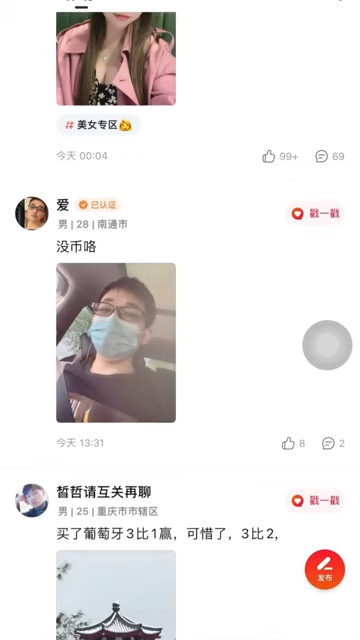 # 美女专区
今天 00:04
99+
69
爱
已认证
戳一戳
男 | 28 | 南通市
没币咯
今天 13:31
8
2
皙哲请互关再聊
戳一戳
男 | 25 | 重庆市市辖区
买了葡萄牙3比1赢，可惜了，3比2，
发布